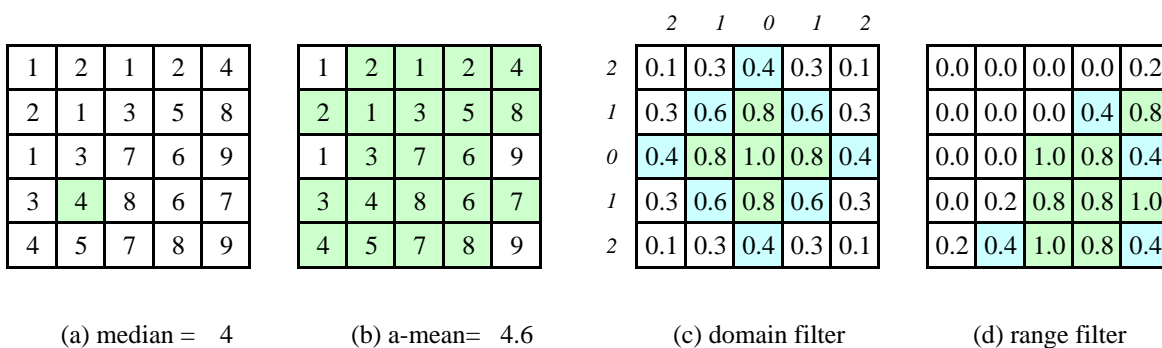 2 1 0 1 2
1 2 1 2 4 1 2 1 2 4 2 0.1 0.3 0.4 0.3 0.1 0.0 0.0 0.0 0.0 0.2
2 1 3 5 8 2 1 3 5 8 1 0.3 0.6 0.8 0.6 0.3 0.0 0.0 0.0 0.4 0.8
1 3 7 6 9 1 3 7 6 9 0 0.4 0.8 1.0 0.8 0.4 0.0 0.0 1.0 0.8 0.4
3 4 8 6 7 3 4 8 6 7 1 0.3 0.6 0.8 0.6 0.3 0.0 0.2 0.8 0.8 1.0
4 5 7 8 9 4 5 7 8 9 2 0.1 0.3 0.4 0.3 0.1 0.2 0.4 1.0 0.8 0.4
(a) median = 4 (b) a-mean= 4.6 (c) domain filter (d) range filter